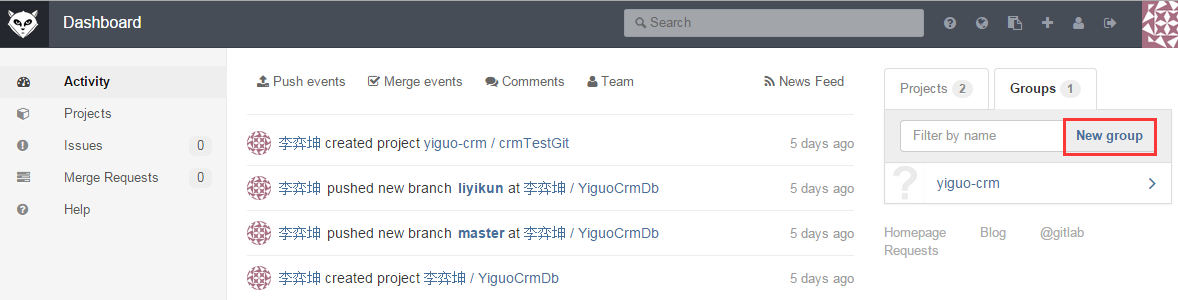 Dashboard
Search
Activity
Projects
Issues 0
Merge Requests 0
Help
Push events Merge events Comments Team News Feed
李弈坤 created project yiguo-crm / crmTestGit 5 days ago
李弈坤 pushed new branch liyikun at 李弈坤 / YiguoCrmDb 5 days ago
李弈坤 pushed new branch master at 李弈坤 / YiguoCrmDb 5 days ago
李弈坤 created project 李弈坤 / YiguoCrmDb 5 days ago
Projects 2 Groups 1
Filter by name New group
yiguo-crm
Homepage Blog @gitlab
Requests